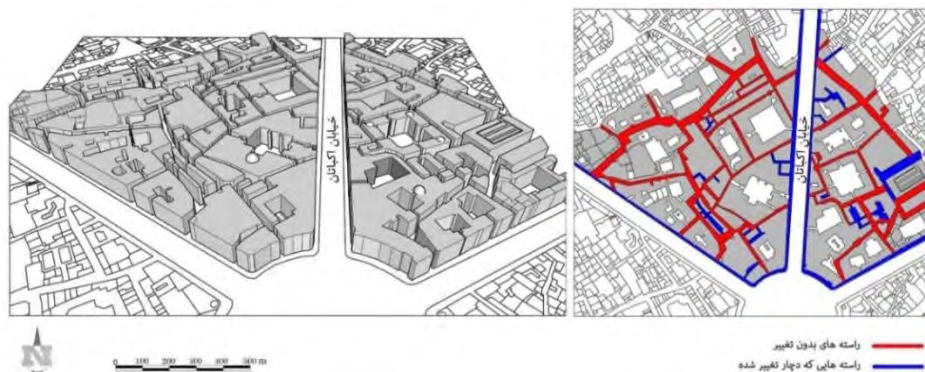 خیابان اکباتان
خیابان اکباتان
N
0 100 200 300 400 500 m
راسته های بدون تغییر
راسته هایی که دچار تغییر شده